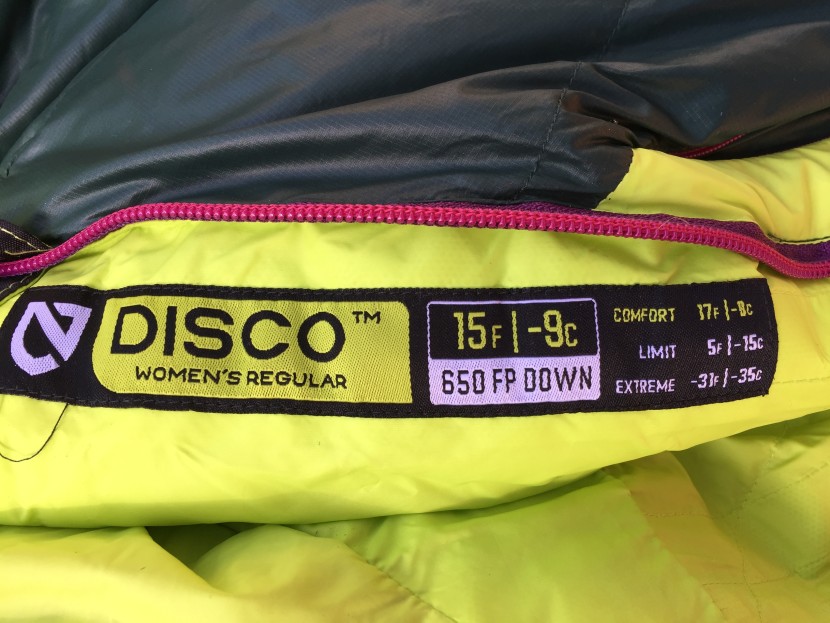 DISCO™
WOMEN'S REGULAR
15F | -9C
650 FP DOWN
COMFORT 17F | -8C
LIMIT 5F | -15C
EXTREME -31F | -35C